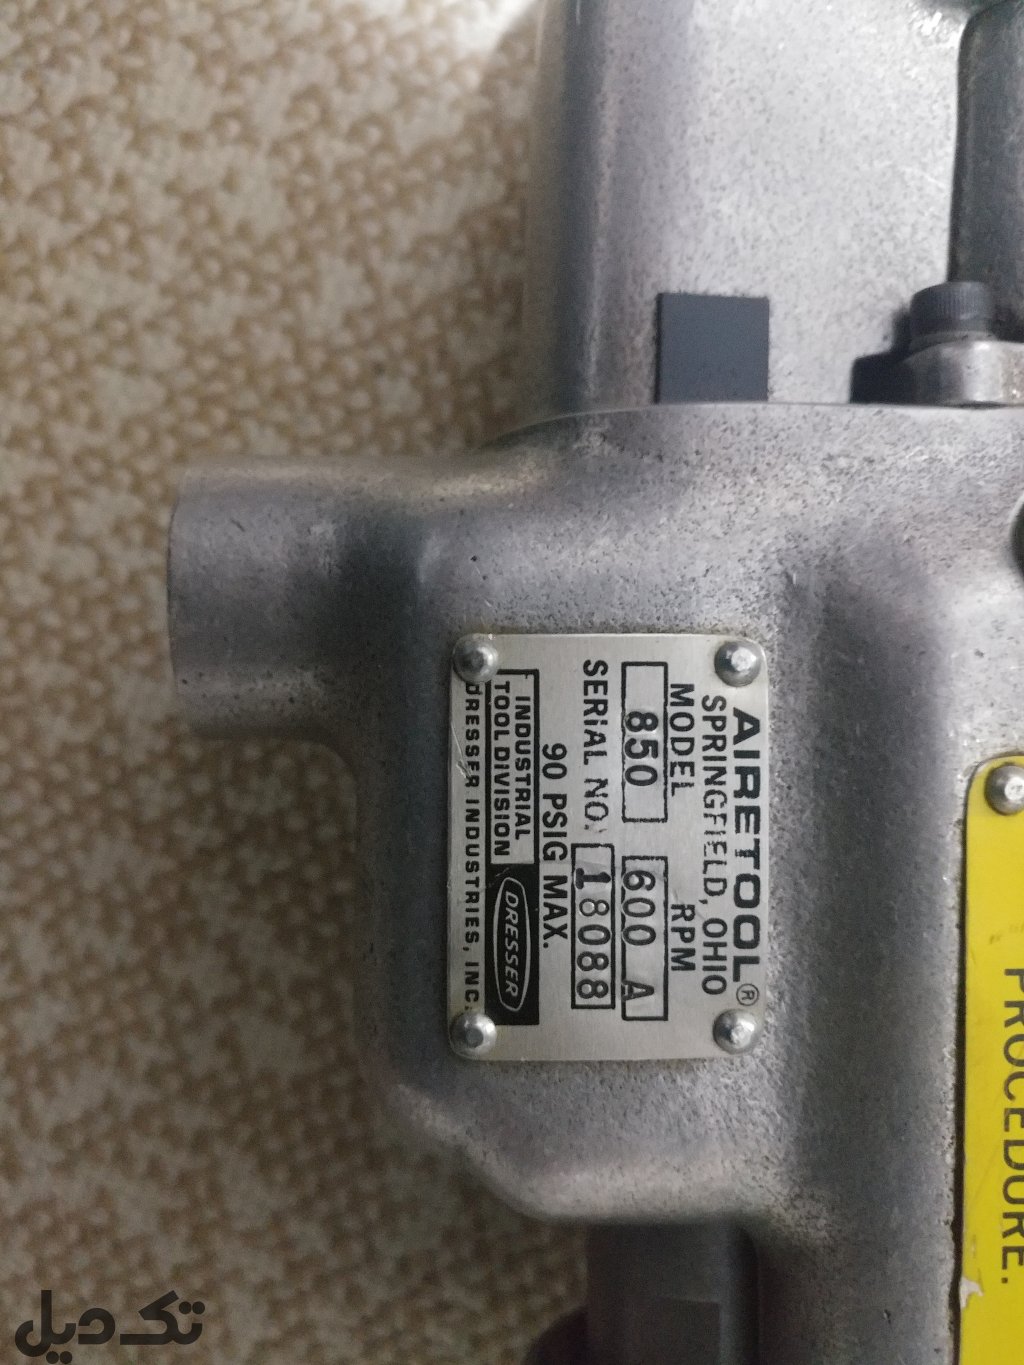 AIRETOOL®
SPRINGFIELD, OHIO
MODEL RPM
850 600 A
SERIAL NO. 18088
90 PSIG MAX.
INDUSTRIAL
TOOL DIVISION
DRESSER
DRESSER INDUSTRIES, INC.
PROCEDURE.
تک دیل